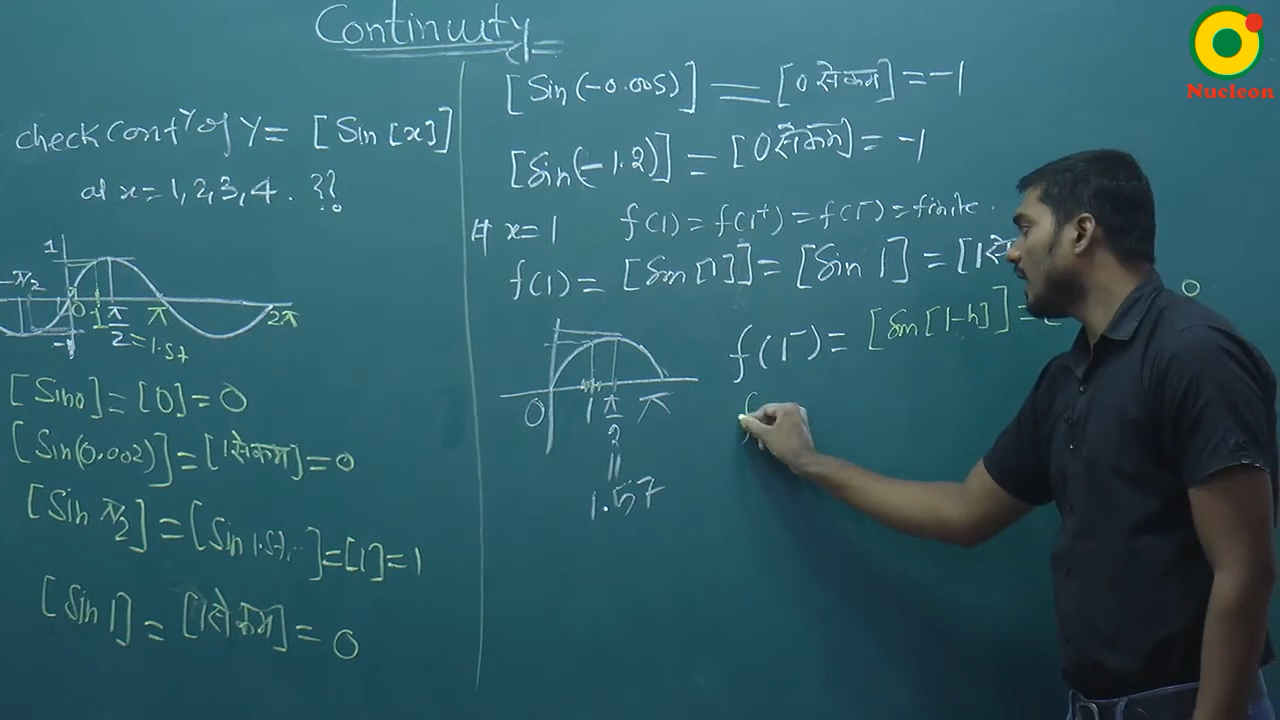 Continuity
Nucleon
check Contʸ of Y = [Sin [x]]
at x = 1, 2, 3, 4 . ??
1
-π/2
0 1 π/2 π 2π
= 1.57
-1
[Sin 0] = [0] = 0
[Sin(0.002)] = [1 से कम] = 0
[Sin π/2] = [Sin 1.57...] = [1] = 1
[Sin 1] = [1 से कम] = 0
[Sin(-0.005)] = [0 से कम] = -1
[Sin(-1.2)] = [0 से कम] = -1
# x = 1 f(1) = f(1⁺) = f(1⁻) = finite.
f(1) = [Sin [1]] = [Sin 1] = [1 से
0
f(1⁻) = [Sin [1-h]] =
0 1 π/2 π
=
1.57
f